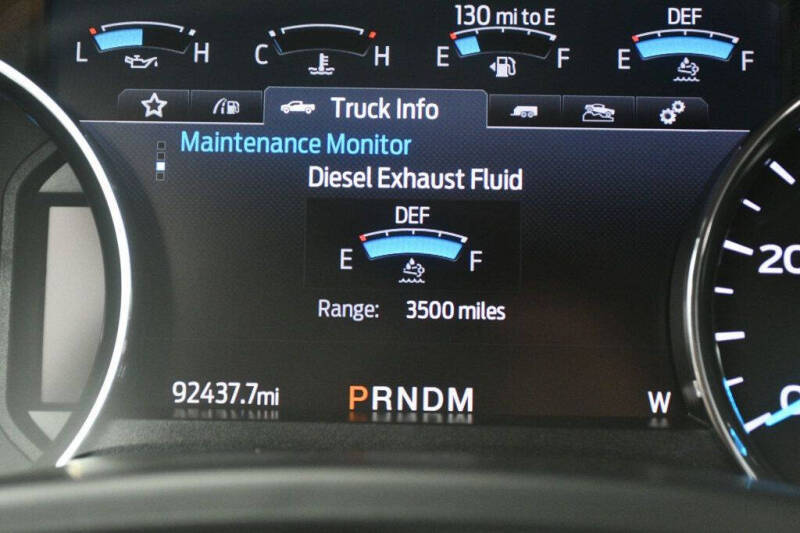 130 mi to E
DEF
L H
C H
E F
E F
Truck Info
Maintenance Monitor
Diesel Exhaust Fluid
DEF
E F
Range: 3500 miles
92437.7mi
PRNDM
W
20
0